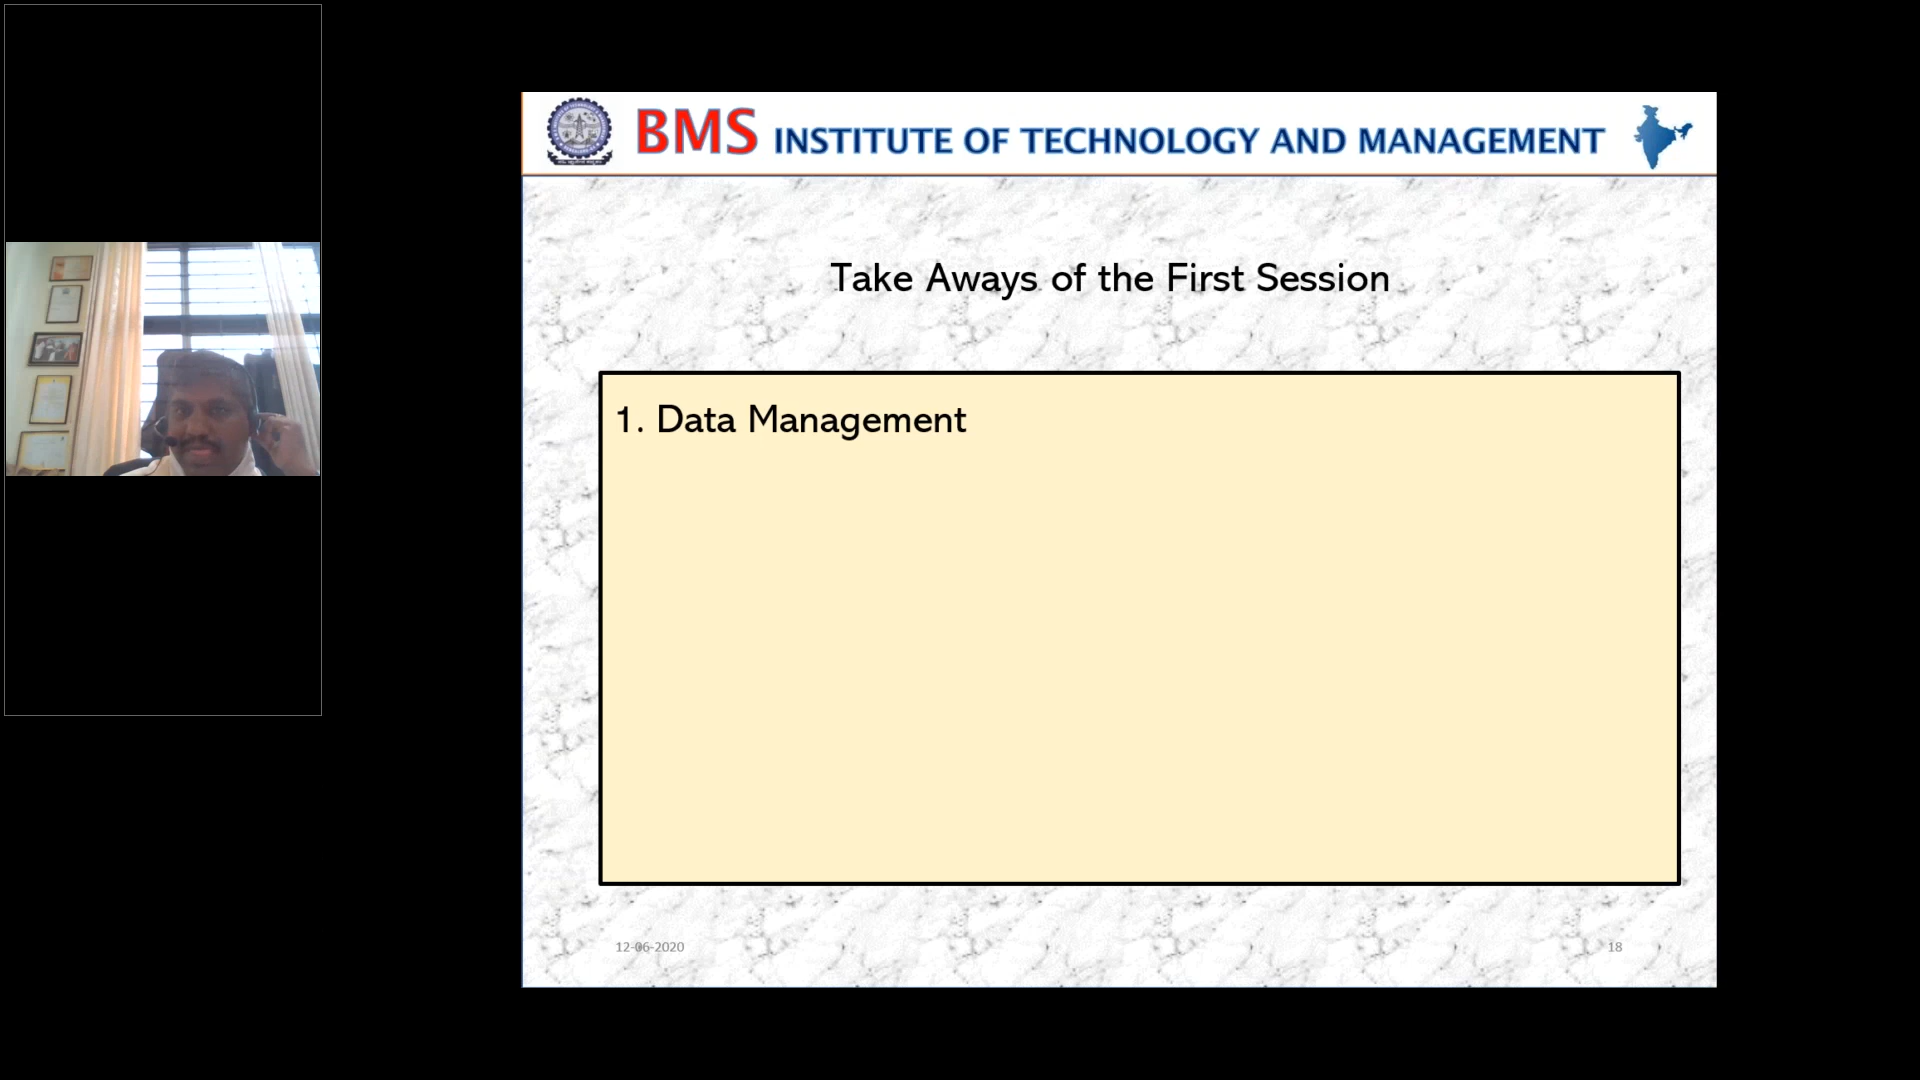 BMS INSTITUTE OF TECHNOLOGY AND MANAGEMENT
Take Aways of the First Session
1. Data Management
12-06-2020
18